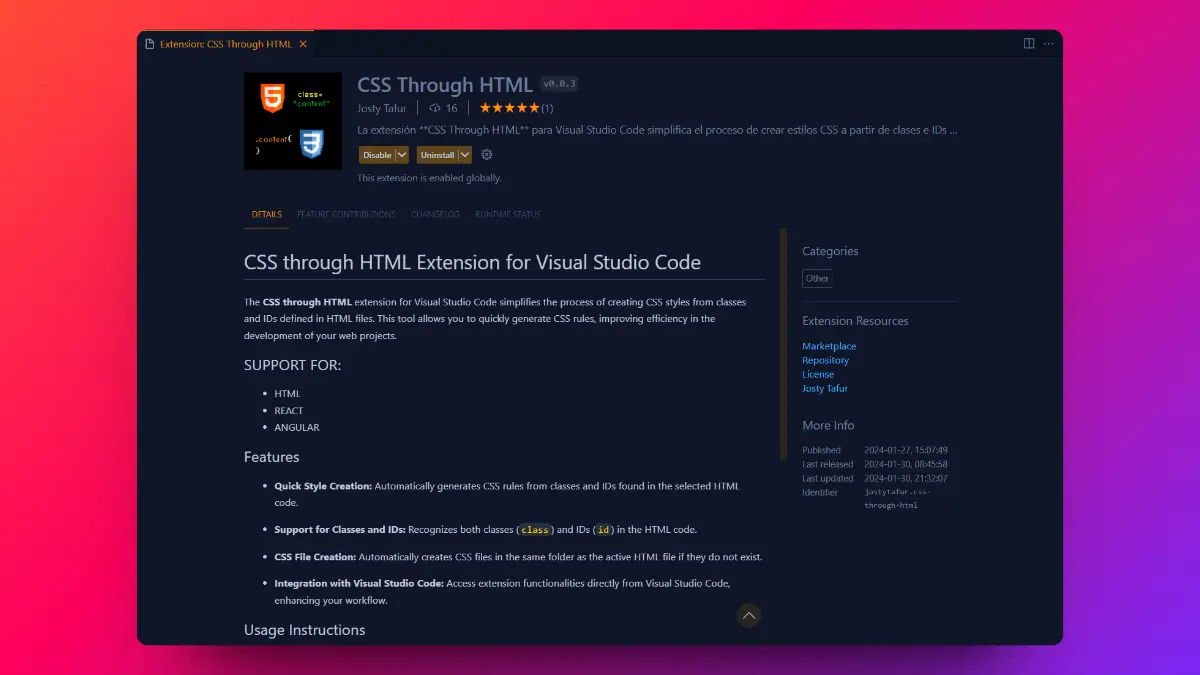 Extension: CSS Through HTML
class=
"content"
.content{
}
CSS Through HTML v0.0.3
Josty Tafur 16 ★★★★★(1)
La extensión **CSS Through HTML** para Visual Studio Code simplifica el proceso de crear estilos CSS a partir de clases e IDs ...
Disable Uninstall
This extension is enabled globally.
DETAILS FEATURE CONTRIBUTIONS CHANGELOG RUNTIME STATUS
CSS through HTML Extension for Visual Studio Code
The CSS through HTML extension for Visual Studio Code simplifies the process of creating CSS styles from classes
and IDs defined in HTML files. This tool allows you to quickly generate CSS rules, improving efficiency in the
development of your web projects.
SUPPORT FOR:
• HTML
• REACT
• ANGULAR
Features
• Quick Style Creation: Automatically generates CSS rules from classes and IDs found in the selected HTML
code.
• Support for Classes and IDs: Recognizes both classes (class) and IDs (id) in the HTML code.
• CSS File Creation: Automatically creates CSS files in the same folder as the active HTML file if they do not exist.
• Integration with Visual Studio Code: Access extension functionalities directly from Visual Studio Code,
enhancing your workflow.
Usage Instructions
Categories
Other
Extension Resources
Marketplace
Repository
License
Josty Tafur
More Info
Published 2024-01-27, 15:07:49
Last released 2024-01-30, 08:45:58
Last updated 2024-01-30, 21:32:07
Identifier jostytafur.css-
through-html